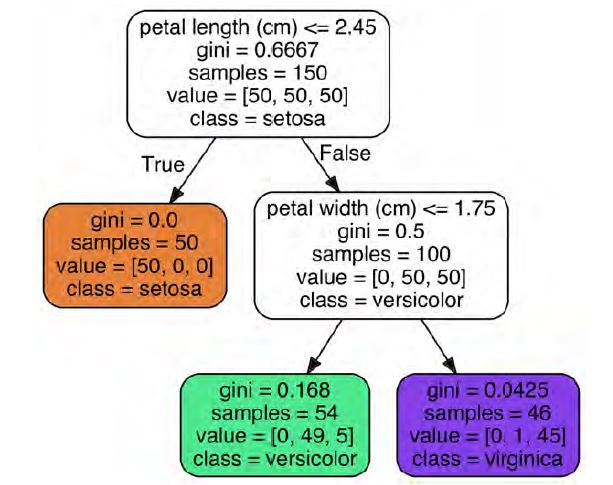 petal length (cm) <= 2.45
gini = 0.6667
samples = 150
value = [50, 50, 50]
class = setosa
True
False
gini = 0.0
samples = 50
value = [50, 0, 0]
class = setosa
petal width (cm) <= 1.75
gini = 0.5
samples = 100
value = [0, 50, 50]
class = versicolor
gini = 0.168
samples = 54
value = [0, 49, 5]
class = versicolor
gini = 0.0425
samples = 46
value = [0, 1, 45]
class = virginica